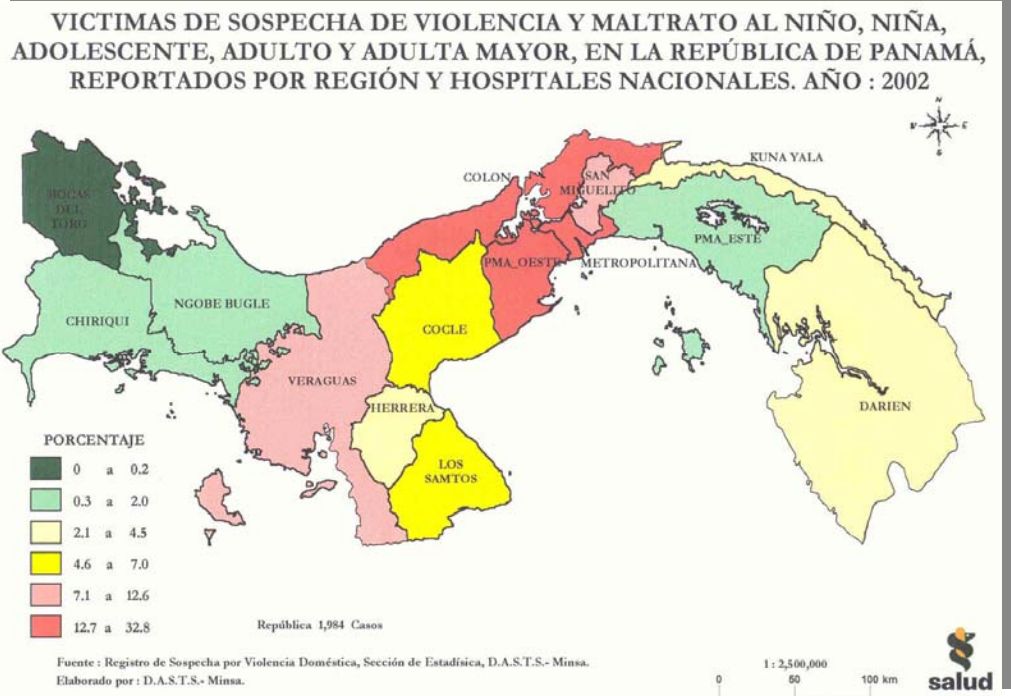 VICTIMAS DE SOSPECHA DE VIOLENCIA Y MALTRATO AL NIÑO, NIÑA,
ADOLESCENTE, ADULTO Y ADULTA MAYOR, EN LA REPÚBLICA DE PANAMÁ,
REPORTADOS POR REGIÓN Y HOSPITALES NACIONALES. AÑO : 2002
N
W E
S
KUNA YALA
COLON
SAN
MIGUELITO
BOCAS
DEL
TORO
PMA_ESTE
PMA_OESTE
METROPOLITANA
NGOBE BUGLE
CHIRIQUI
COCLE
VERAGUAS
HERRERA
DARIEN
LOS
SAMTOS
PORCENTAJE
0 a 0.2
0.3 a 2.0
2.1 a 4.5
4.6 a 7.0
7.1 a 12.6
12.7 a 32.8
República 1,984 Casos
Fuente : Registro de Sospecha por Violencia Doméstica, Sección de Estadísica, D.A.S.T.S.- Minsa.
Elaborado por : D.A.S.T.S.- Minsa.
1 : 2,500,000
0 50 100 km
salud